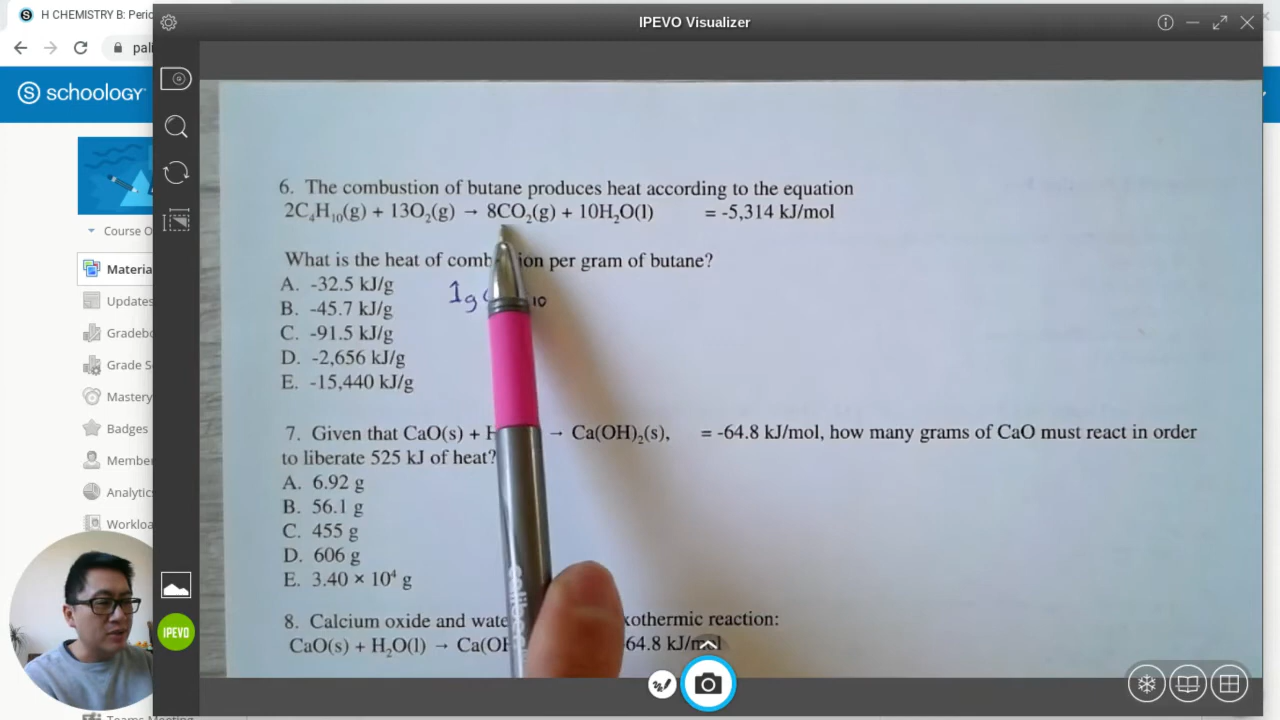 H CHEMISTRY B: Peri
IPEVO Visualizer
pali
schoology
Course O
Materia
Updates
Gradeb
Grade S
Mastery
Badges
Member
Analytic
Workloa
IPEVO
6. The combustion of butane produces heat according to the equation
2C₄H₁₀(g) + 13O₂(g) → 8CO₂(g) + 10H₂O(l) = -5,314 kJ/mol
What is the heat of comb ion per gram of butane?
A. -32.5 kJ/g
1g 10
B. -45.7 kJ/g
C. -91.5 kJ/g
D. -2,656 kJ/g
E. -15,440 kJ/g
7. Given that CaO(s) + H → Ca(OH)₂(s), = -64.8 kJ/mol, how many grams of CaO must react in order
to liberate 525 kJ of heat?
A. 6.92 g
B. 56.1 g
C. 455 g
D. 606 g
E. 3.40 × 10⁴ g
8. Calcium oxide and wate xothermic reaction:
CaO(s) + H₂O(l) → Ca(OH 64.8 kJ/mol